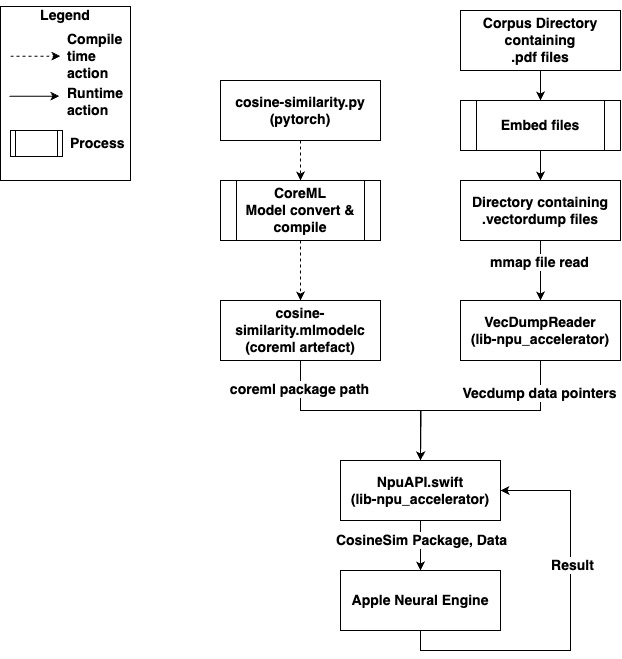 Legend
Compile
time
action
Runtime
action
Process
cosine-similarity.py
(pytorch)
CoreML
Model convert &
compile
cosine-
similarity.mlmodelc
(coreml artefact)
coreml package path
Corpus Directory
containing
.pdf files
Embed files
Directory containing
.vectordump files
mmap file read
VecDumpReader
(lib-npu_accelerator)
Vecdump data pointers
NpuAPI.swift
(lib-npu_accelerator)
CosineSim Package, Data
Apple Neural Engine
Result